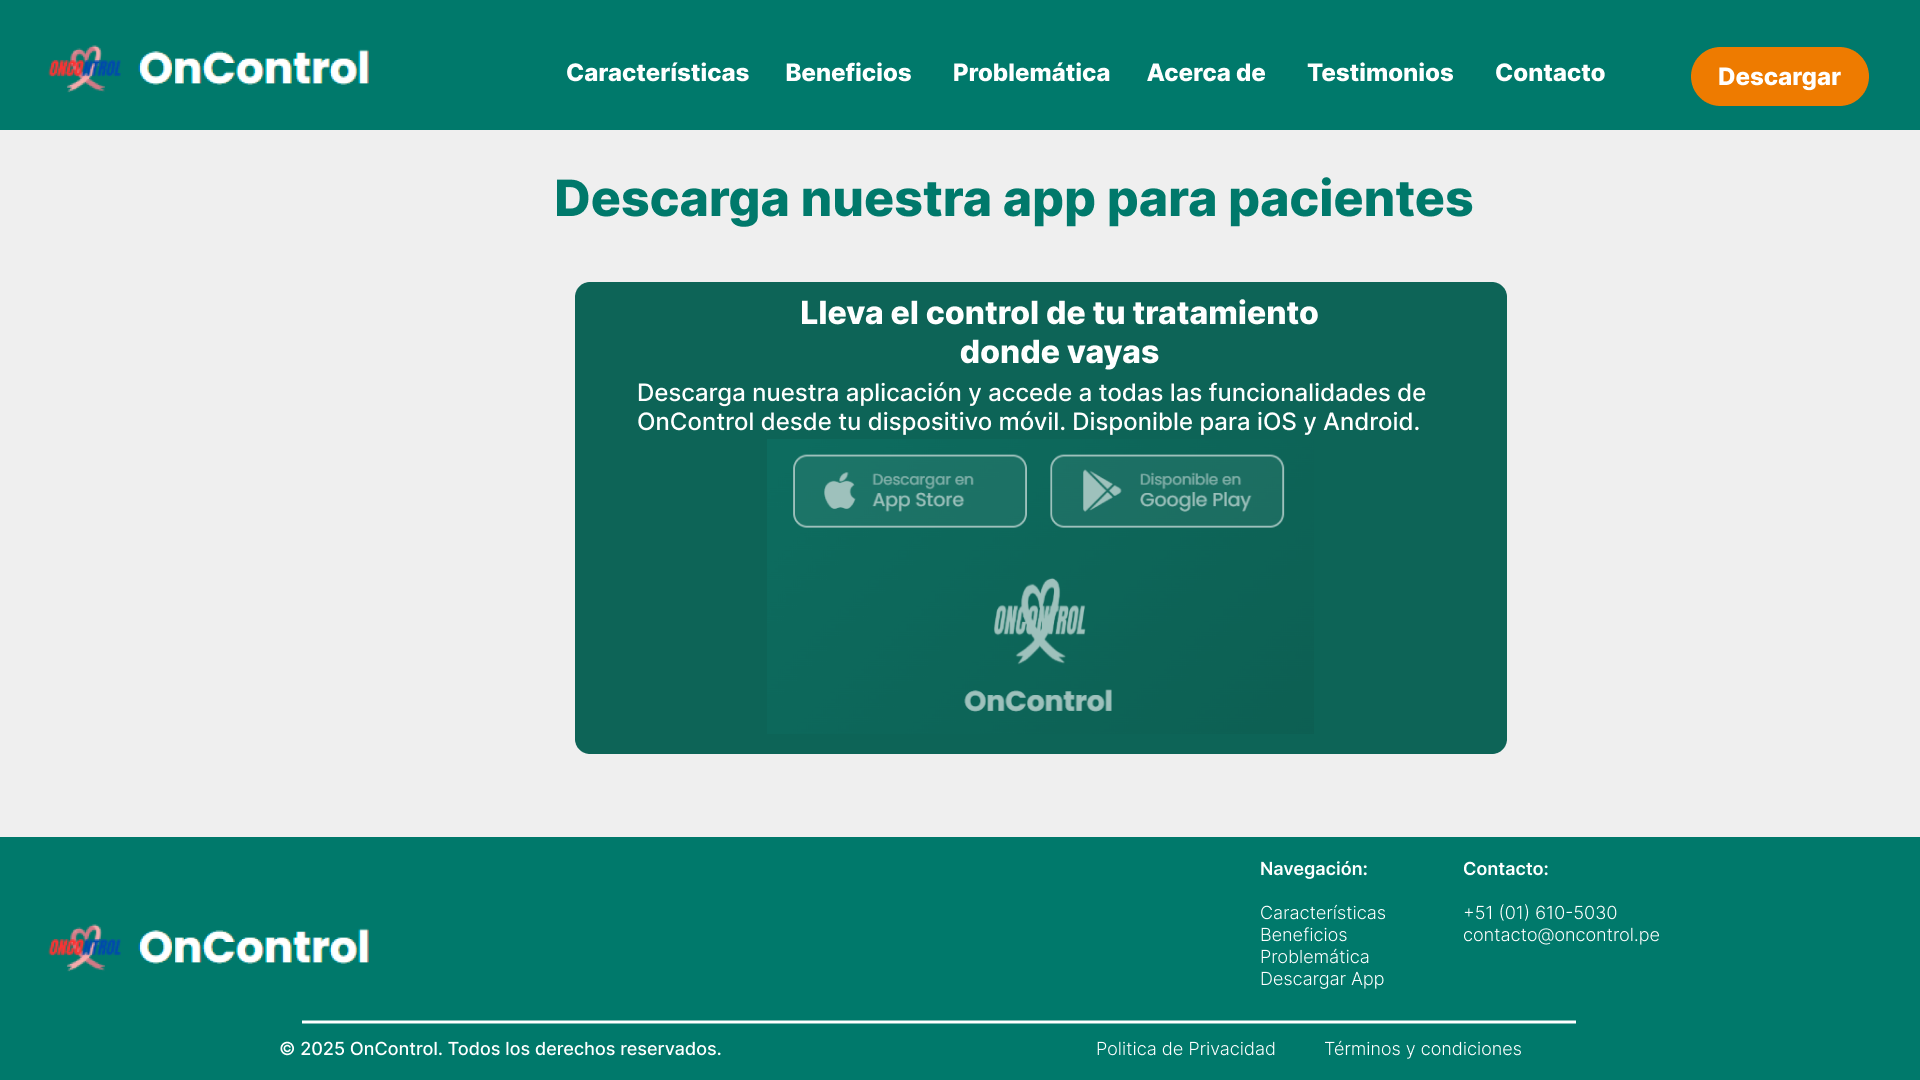 ONCONTROL OnControl
Características Beneficios Problemática Acerca de Testimonios Contacto Descargar
Descarga nuestra app para pacientes
Lleva el control de tu tratamiento
donde vayas
Descarga nuestra aplicación y accede a todas las funcionalidades de
OnControl desde tu dispositivo móvil. Disponible para iOS y Android.
Descargar en
App Store
Disponible en
Google Play
ONCONTROL
OnControl
ONCONTROL OnControl
Navegación:
Características
Beneficios
Problemática
Descargar App
Contacto:
+51 (01) 610-5030
contacto@oncontrol.pe
© 2025 OnControl. Todos los derechos reservados.
Politica de Privacidad Términos y condiciones